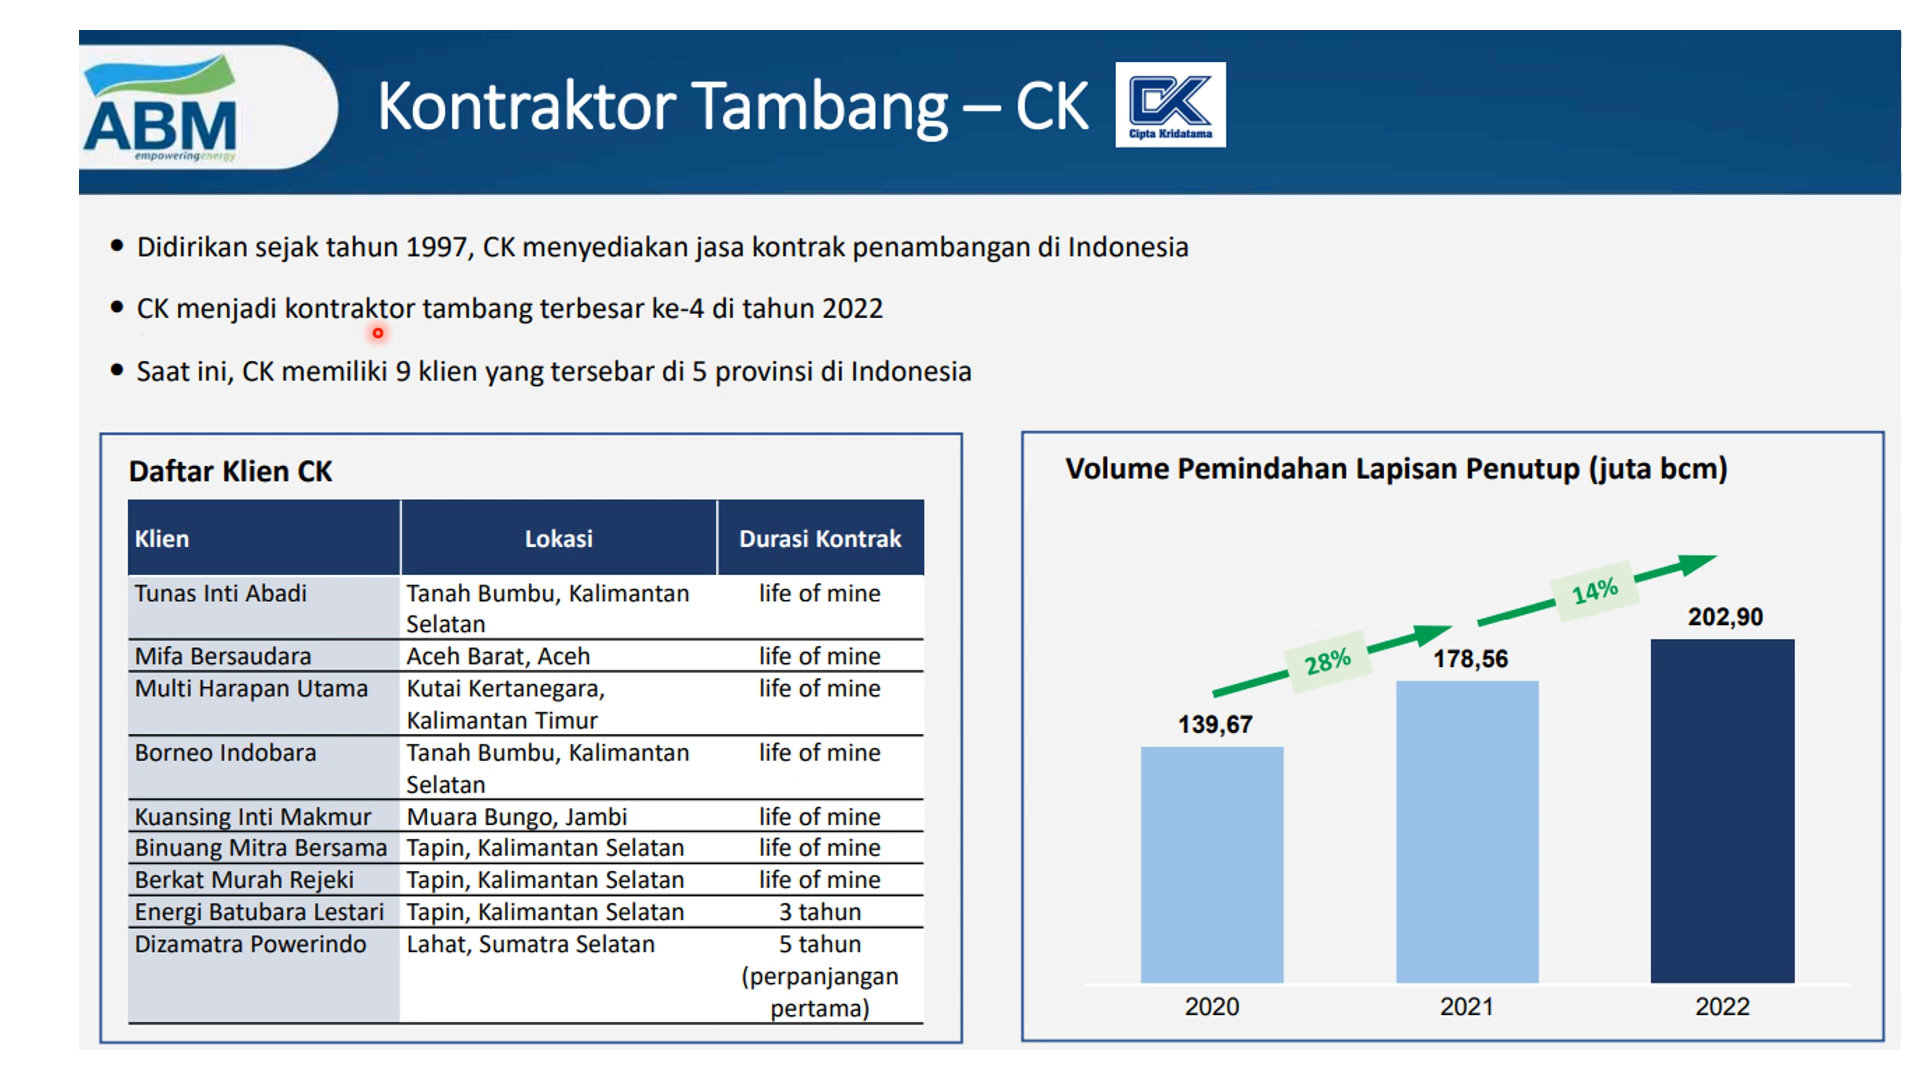 ABM
empoweringenergy
Kontraktor Tambang – CK
CK
Cipta Kridatama
• Didirikan sejak tahun 1997, CK menyediakan jasa kontrak penambangan di Indonesia
• CK menjadi kontraktor tambang terbesar ke-4 di tahun 2022
• Saat ini, CK memiliki 9 klien yang tersebar di 5 provinsi di Indonesia
Daftar Klien CK
Klien Lokasi Durasi Kontrak
Tunas Inti Abadi Tanah Bumbu, Kalimantan life of mine
Selatan
Mifa Bersaudara Aceh Barat, Aceh life of mine
Multi Harapan Utama Kutai Kertanegara, life of mine
Kalimantan Timur
Borneo Indobara Tanah Bumbu, Kalimantan life of mine
Selatan
Kuansing Inti Makmur Muara Bungo, Jambi life of mine
Binuang Mitra Bersama Tapin, Kalimantan Selatan life of mine
Berkat Murah Rejeki Tapin, Kalimantan Selatan life of mine
Energi Batubara Lestari Tapin, Kalimantan Selatan 3 tahun
Dizamatra Powerindo Lahat, Sumatra Selatan 5 tahun
(perpanjangan
pertama)
Volume Pemindahan Lapisan Penutup (juta bcm)
14%
202,90
28%
178,56
139,67
2020 2021 2022